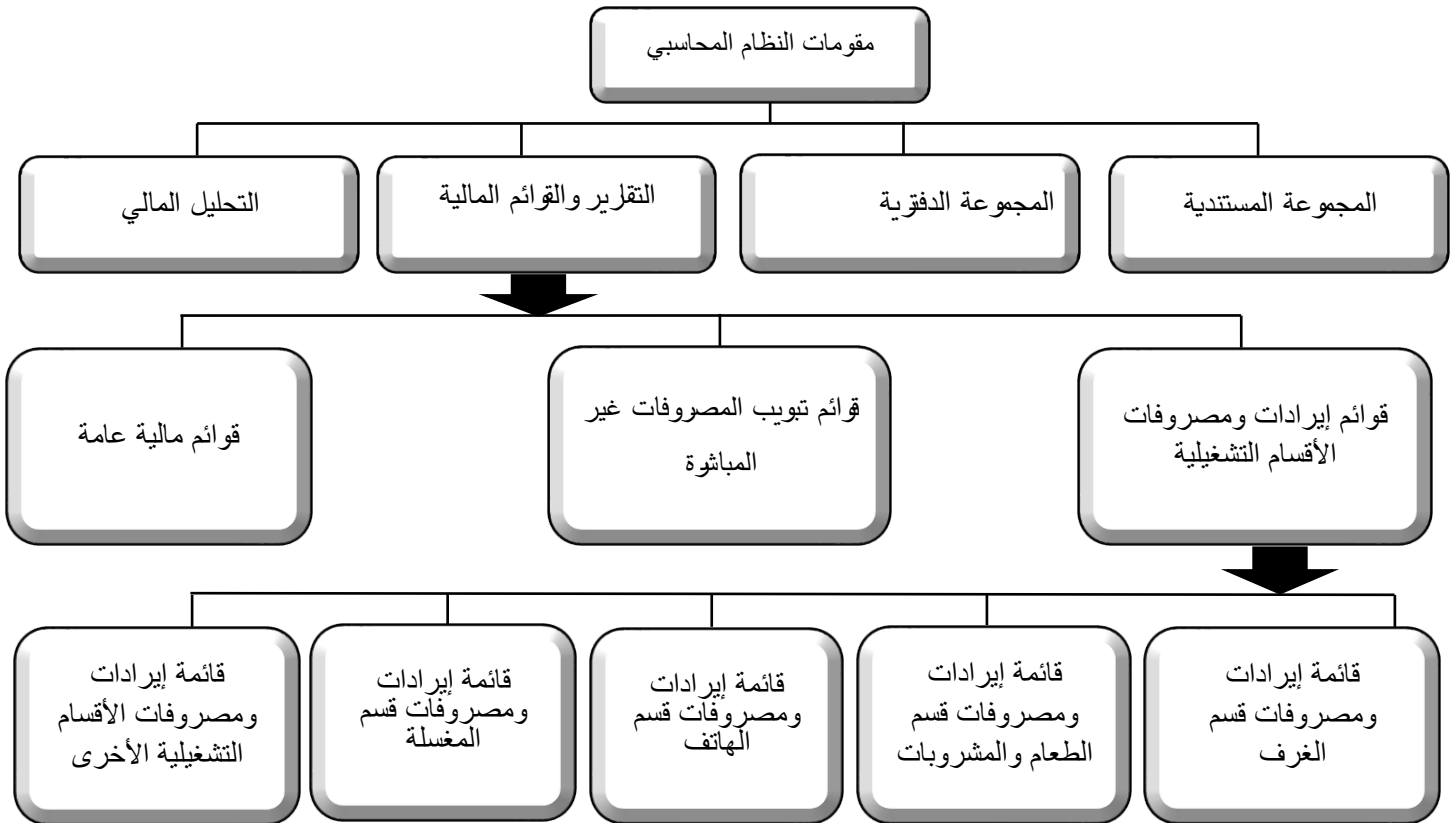 مقومات النظام المحاسبي
المجموعة المستندية
المجموعة الدفترية
التقارير والقوائم المالية
التحليل المالي
قوائم إيرادات ومصروفات
الأقسام التشغيلية
قوائم تبويب المصروفات غير
المباشرة
قوائم مالية عامة
قائمة إيرادات
ومصروفات قسم
الغرف
قائمة إيرادات
ومصروفات قسم
الطعام والمشروبات
قائمة إيرادات
ومصروفات قسم
الهاتف
قائمة إيرادات
ومصروفات قسم
المغسلة
قائمة إيرادات
ومصروفات الأقسام
التشغيلية الأخرى